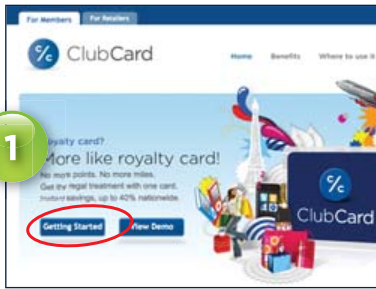 For Members For Retailers
c/c ClubCard
Home Benefits Where to use it
1
oyalty card?
More like royalty card!
No more points. No more miles.
Get the regal treatment with one card.
Instant savings, up to 40% nationwide.
Getting Started View Demo
c/c
ClubCard